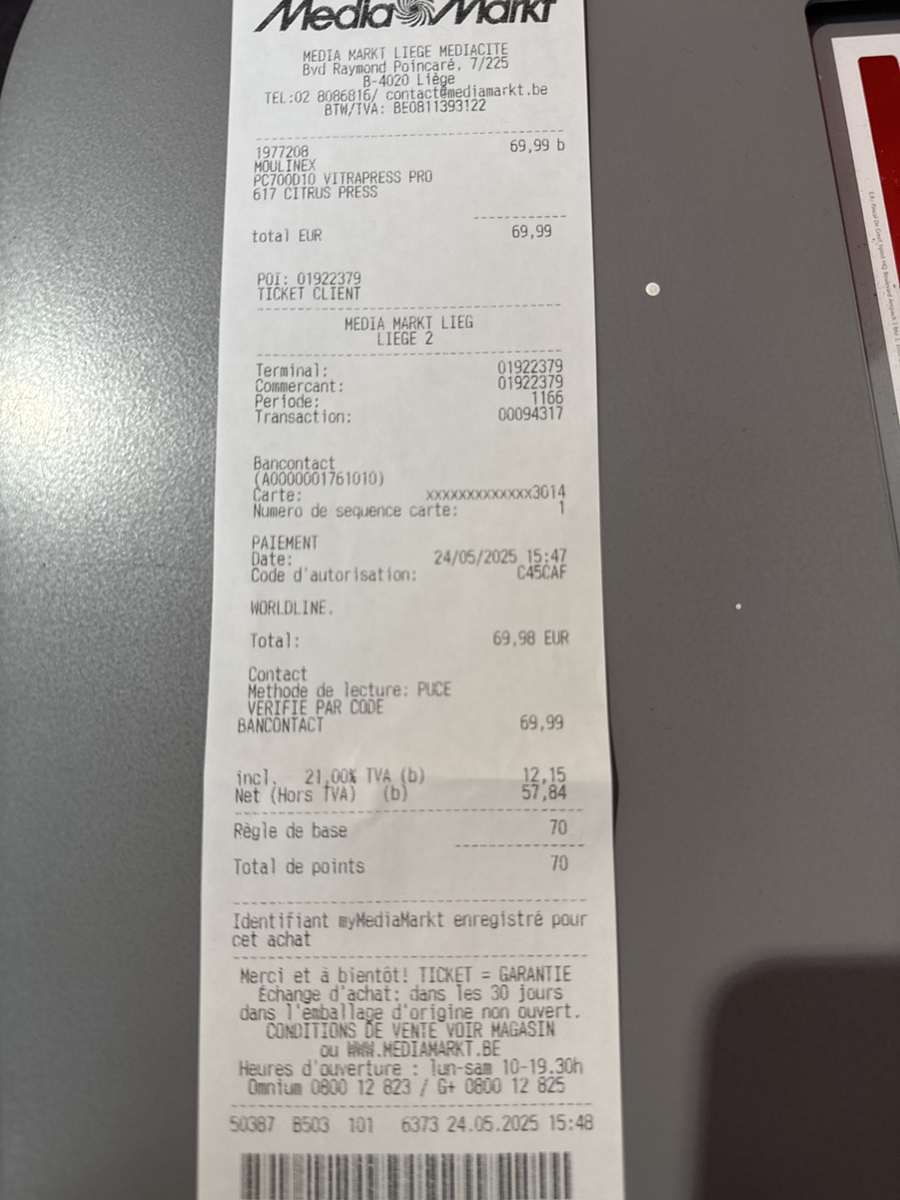 MediaMarkt
MEDIA MARKT LIEGE MEDIACITE
Bvd Raymond Poincaré, 7/225
B-4020 Liège
TEL:02 8086816/ contact@mediamarkt.be
BTW/TVA: BE0811393122
1977208 69,99 b
MOULINEX
PC700D10 VITRAPRESS PRO
617 CITRUS PRESS
total EUR 69,99
POI: 01922379
TICKET CLIENT
MEDIA MARKT LIEG
LIEGE 2
Terminal: 01922379
Commercant: 01922379
Periode: 1166
Transaction: 00094317
Bancontact
(A0000001761010)
Carte: xxxxxxxxxxxxx3014
Numero de sequence carte: 1
PAIEMENT
Date: 24/05/2025 15:47
Code d'autorisation: C45CAF
WORLDLINE.
Total: 69,98 EUR
Contact
Methode de lecture: PUCE
VERIFIE PAR CODE
BANCONTACT 69,99
incl. 21,00% TVA (b) 12,15
Net (Hors TVA) (b) 57,84
Règle de base 70
Total de points 70
Identifiant myMediaMarkt enregistré pour
cet achat
Merci et à bientôt! TICKET = GARANTIE
Échange d'achat: dans les 30 jours
dans l'emballage d'origine non ouvert.
CONDITIONS DE VENTE VOIR MAGASIN
ou WWW.MEDIAMARKT.BE
Heures d'ouverture : lun-sam 10-19.30h
Omnium 0800 12 823 / G+ 0800 12 825
50387 B503 101 6373 24.05.2025 15:48